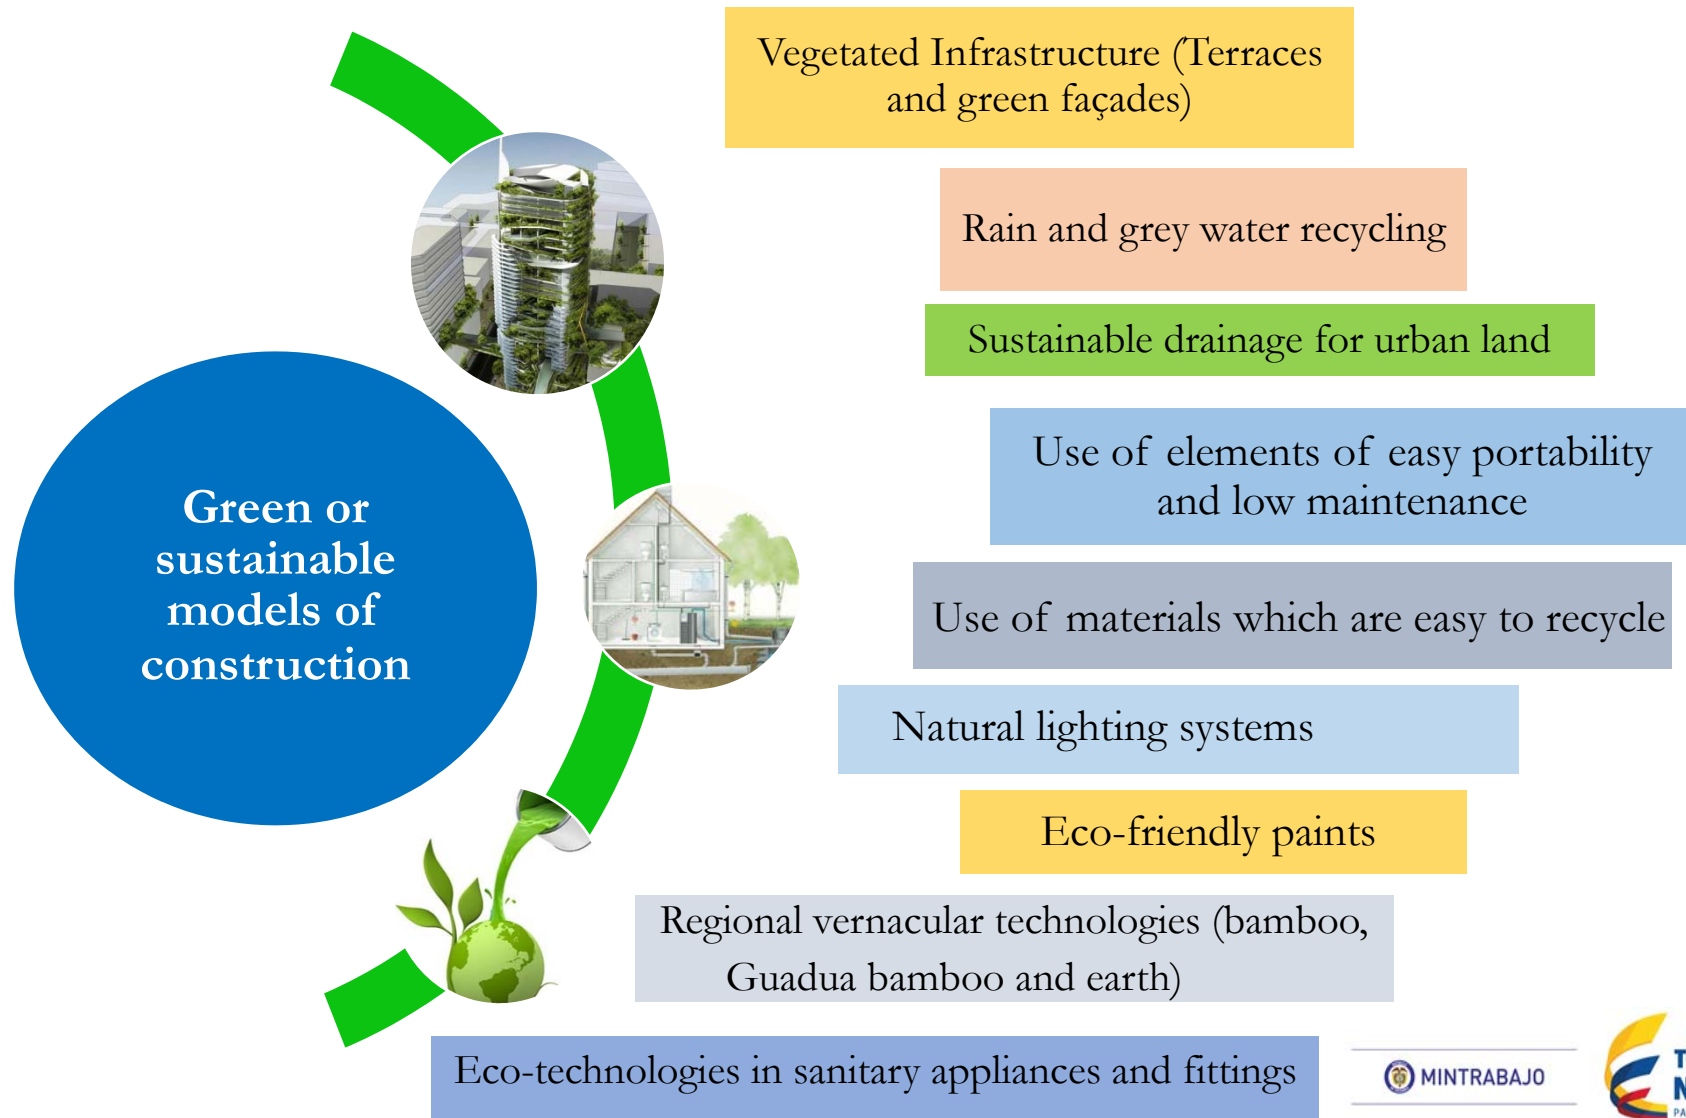 Vegetated Infrastructure (Terraces
and green façades)
Rain and grey water recycling
Sustainable drainage for urban land
Use of elements of easy portability
and low maintenance
Green or
sustainable
models of
construction
Use of materials which are easy to recycle
Natural lighting systems
Eco-friendly paints
Regional vernacular technologies (bamboo,
Guadua bamboo and earth)
Eco-technologies in sanitary appliances and fittings
MINTRABAJO
T
N
PA